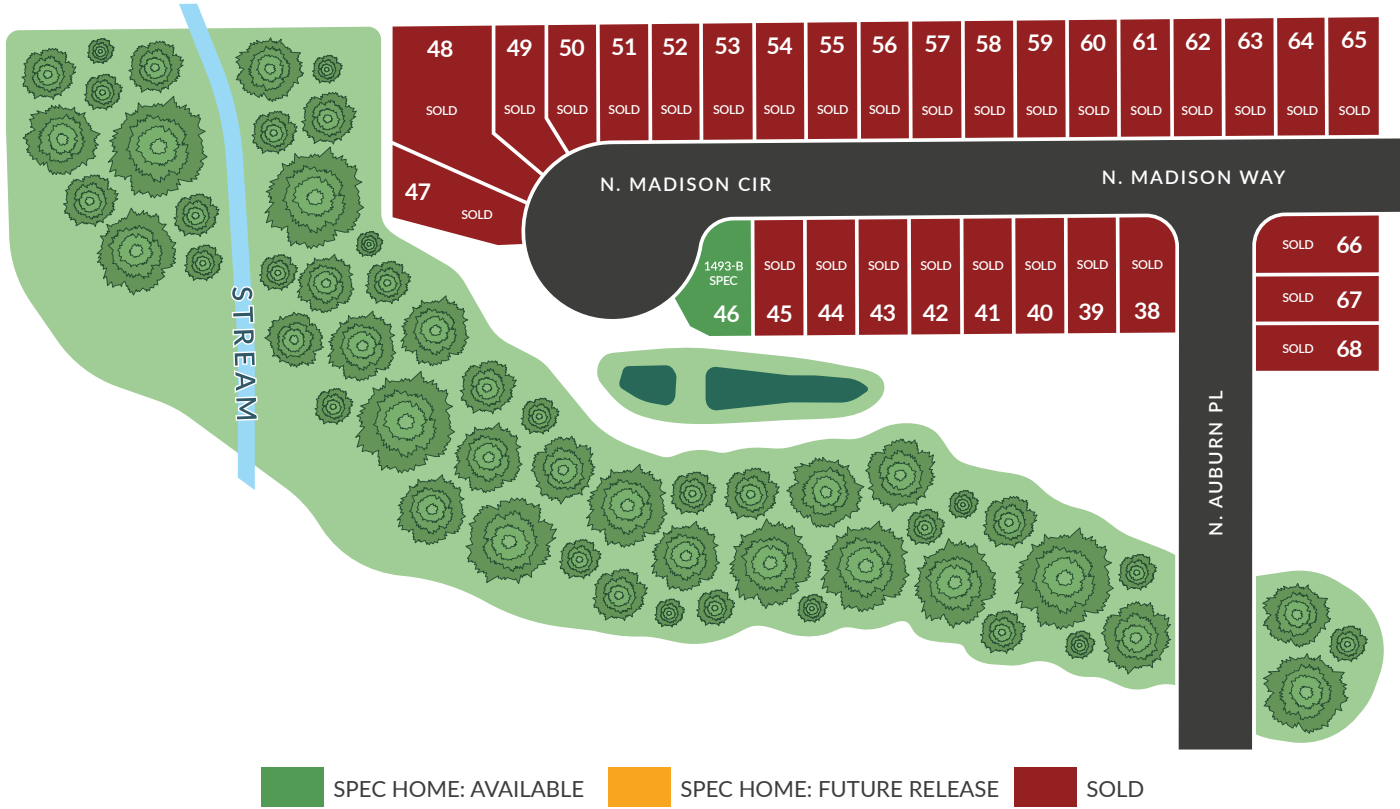 48 49 50 51 52 53 54 55 56 57 58 59 60 61 62 63 64 65
SOLD SOLD SOLD SOLD SOLD SOLD SOLD SOLD SOLD SOLD SOLD SOLD SOLD SOLD SOLD SOLD SOLD SOLD
47
SOLD
N. MADISON CIR
N. MADISON WAY
1493-B
SPEC
46
SOLD SOLD SOLD SOLD SOLD SOLD SOLD SOLD
45 44 43 42 41 40 39 38
SOLD 66
SOLD 67
SOLD 68
STREAM
N. AUBURN PL
SPEC HOME: AVAILABLE
SPEC HOME: FUTURE RELEASE
SOLD